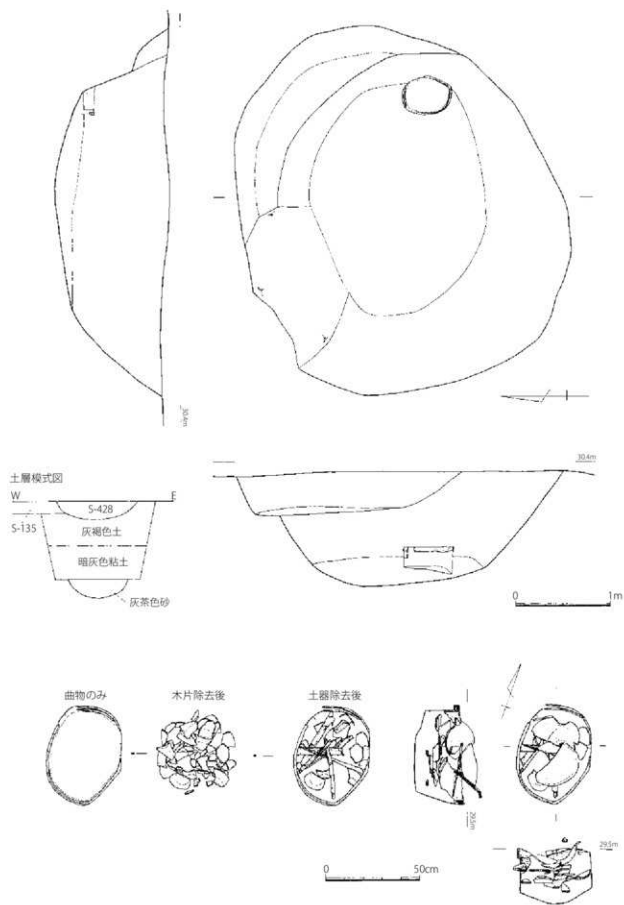 30.4m
30.4m
土層模式図
W E
S-428
S-135
灰褐色土
暗灰色粘土
灰茶色砂
0 1m
曲物のみ
木片除去後
土器除去後
29.5m
29.5m
0 50cm